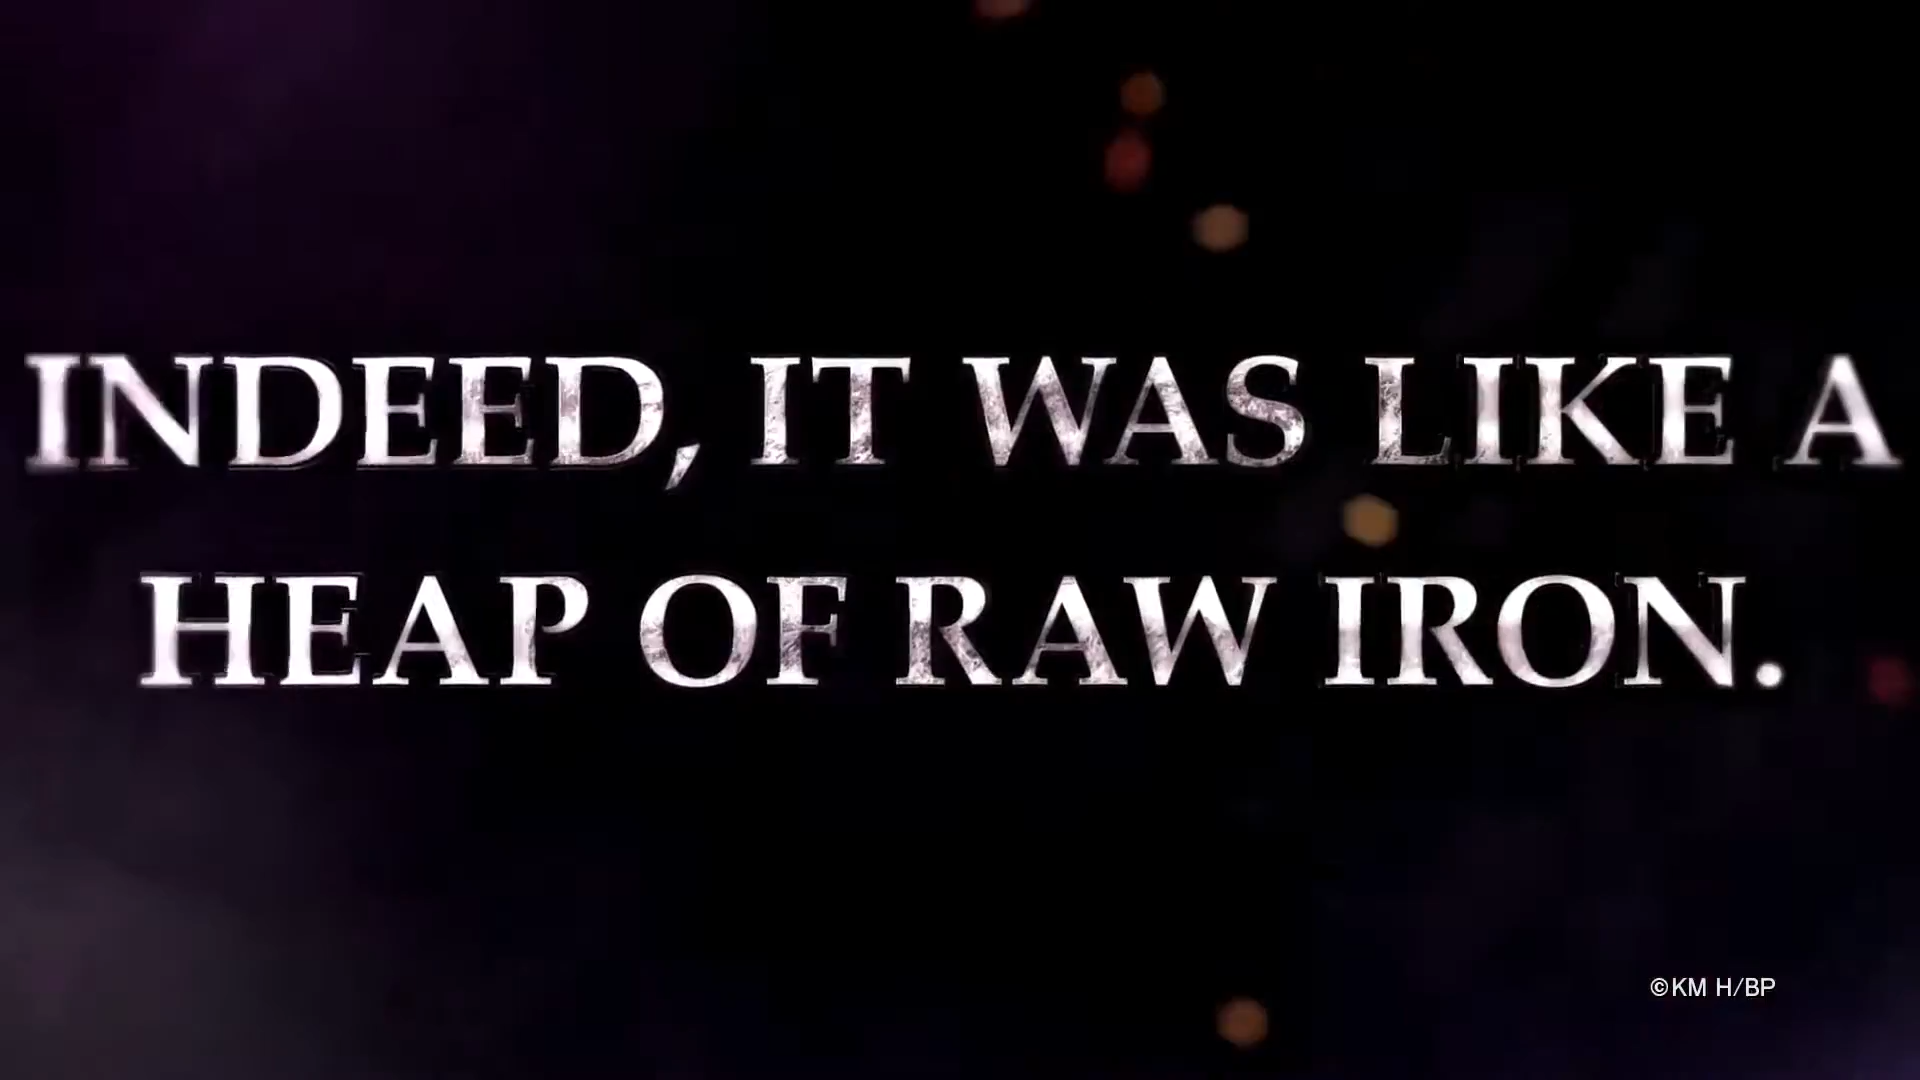 INDEED, IT WAS LIKE A
HEAP OF RAW IRON.
©KM H/BP